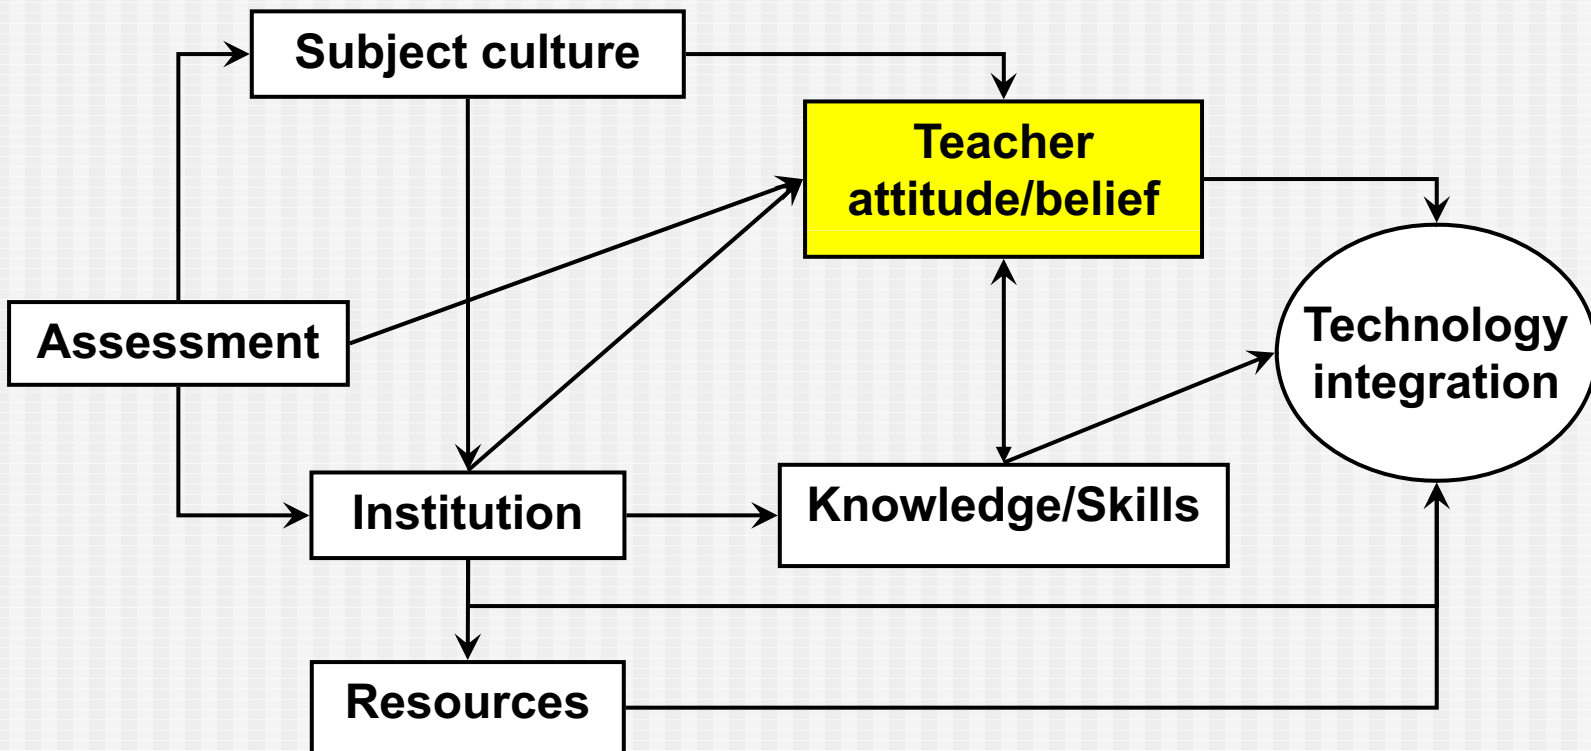 Subject culture
Teacher
attitude/belief
Assessment
Technology
integration
Institution
Knowledge/Skills
Resources